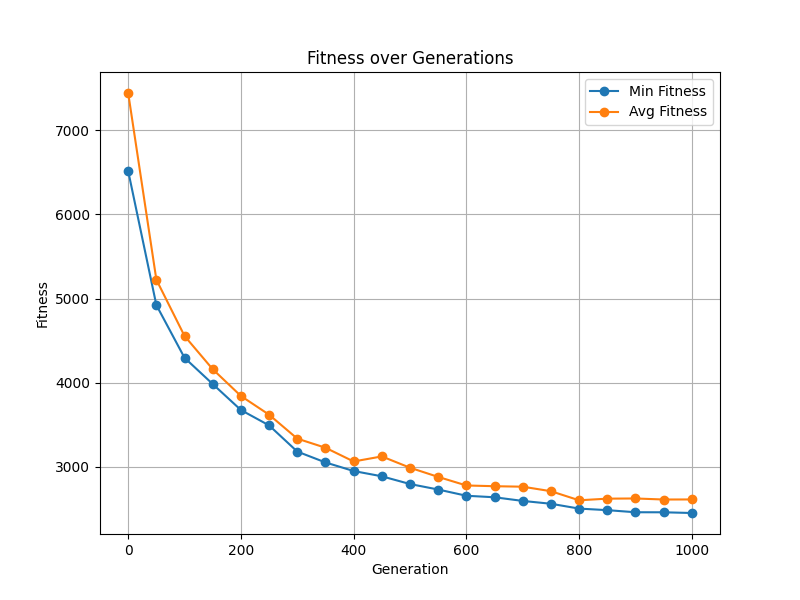 Fitness over Generations
Min Fitness
Avg Fitness
7000
6000
5000
4000
3000
Fitness
0 200 400 600 800 1000
Generation